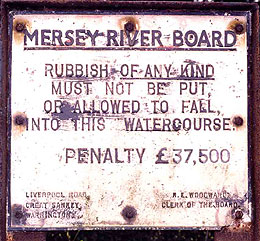 MERSEY RIVER BOARD
RUBBISH OF ANY KIND
MUST NOT BE PUT,
OR ALLOWED TO FALL,
INTO THIS WATERCOURSE.
PENALTY £37,500
LIVERPOOL ROAD,
GREAT SANKEY,
WARRINGTON.
CLERK OF THE BOARD.